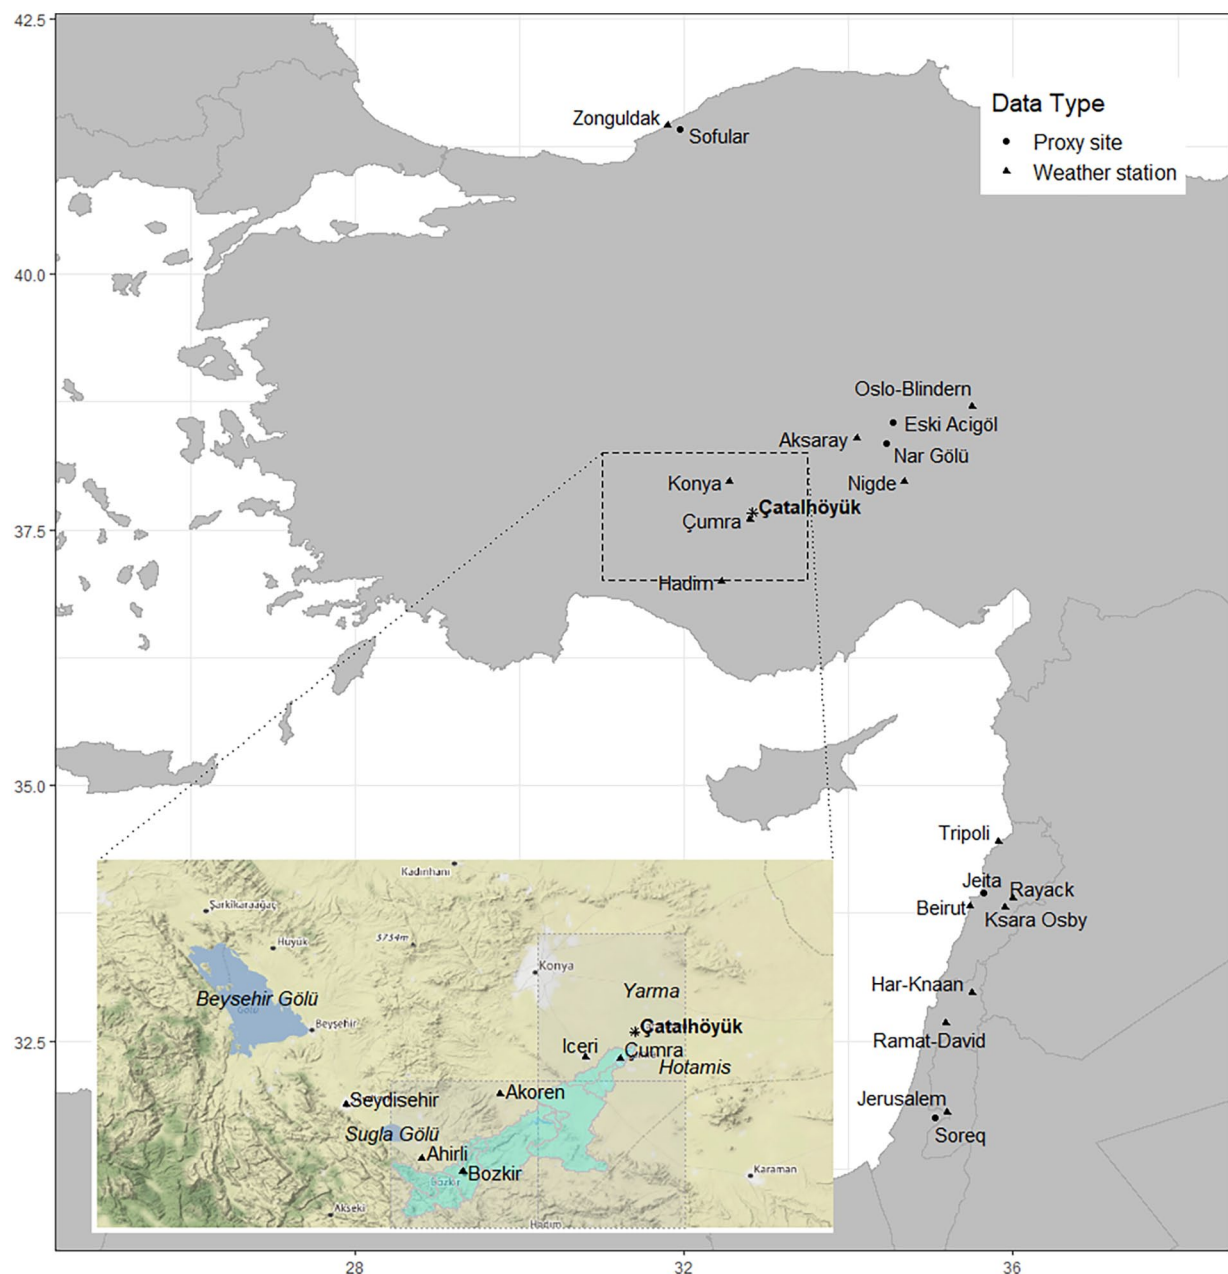 42.5
Data Type
Proxy site
Weather station
Zonguldak
Sofular
40.0
Oslo-Blindern
Eski Acigöl
Aksaray
Nar Gölü
Konya
Nigde
Çatalhöyük
Çumra
37.5
Hadim
35.0
Tripoli
Jeita
Rayack
Beirut
Ksara Osby
Har-Knaan
32.5
Ramat-David
Jerusalem
Soreq
Kadınhanı
Şarkikaraağaç
Hüyük
Konya
Yarma
Beysehir Gölü
Beyşehir
Çatalhöyük
Iceri
Çumra
Hotamis
Akoren
Seydisehir
Sugla Gölü
Ahirli
Bozkir
Bozkır
Karaman
Akseki
Hadim
28
32
36